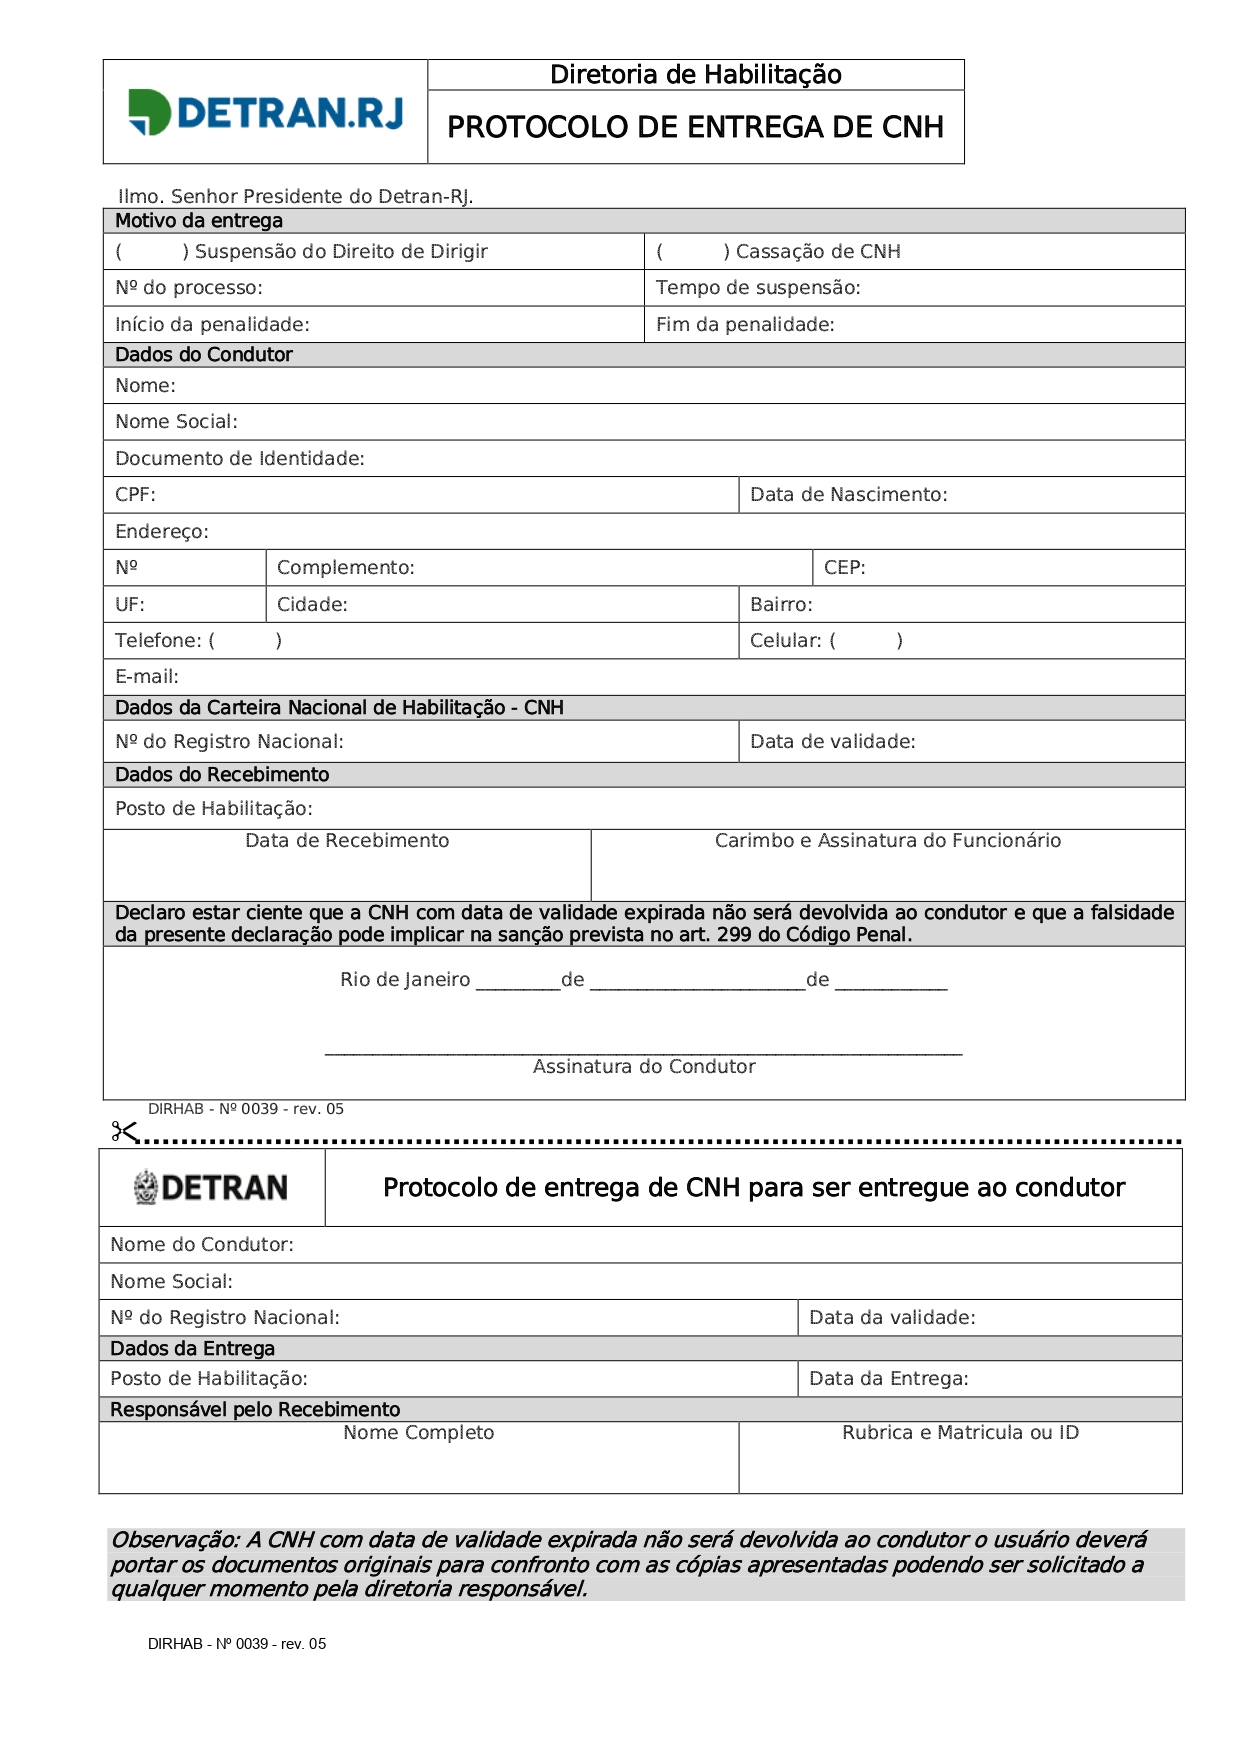 DETRAN.RJ
Diretoria de Habilitação
PROTOCOLO DE ENTREGA DE CNH
Ilmo. Senhor Presidente do Detran-RJ.
Motivo da entrega
(          ) Suspensão do Direito de Dirigir
(          ) Cassação de CNH
Nº do processo:
Tempo de suspensão:
Início da penalidade:
Fim da penalidade:
Dados do Condutor
Nome:
Nome Social:
Documento de Identidade:
CPF:
Data de Nascimento:
Endereço:
Nº
Complemento:
CEP:
UF:
Cidade:
Bairro:
Telefone: (          )
Celular: (          )
E-mail:
Dados da Carteira Nacional de Habilitação - CNH
Nº do Registro Nacional:
Data de validade:
Dados do Recebimento
Posto de Habilitação:
Data de Recebimento
Carimbo e Assinatura do Funcionário
Declaro estar ciente que a CNH com data de validade expirada não será devolvida ao condutor e que a falsidade
da presente declaração pode implicar na sanção prevista no art. 299 do Código Penal.
Rio de Janeiro _________de _______________________de ____________
Assinatura do Condutor
DIRHAB - Nº 0039 - rev. 05
DETRAN
Protocolo de entrega de CNH para ser entregue ao condutor
Nome do Condutor:
Nome Social:
Nº do Registro Nacional:
Data da validade:
Dados da Entrega
Posto de Habilitação:
Data da Entrega:
Responsável pelo Recebimento
Nome Completo
Rubrica e Matricula ou ID
Observação: A CNH com data de validade expirada não será devolvida ao condutor o usuário deverá
portar os documentos originais para confronto com as cópias apresentadas podendo ser solicitado a
qualquer momento pela diretoria responsável.
DIRHAB - Nº 0039 - rev. 05